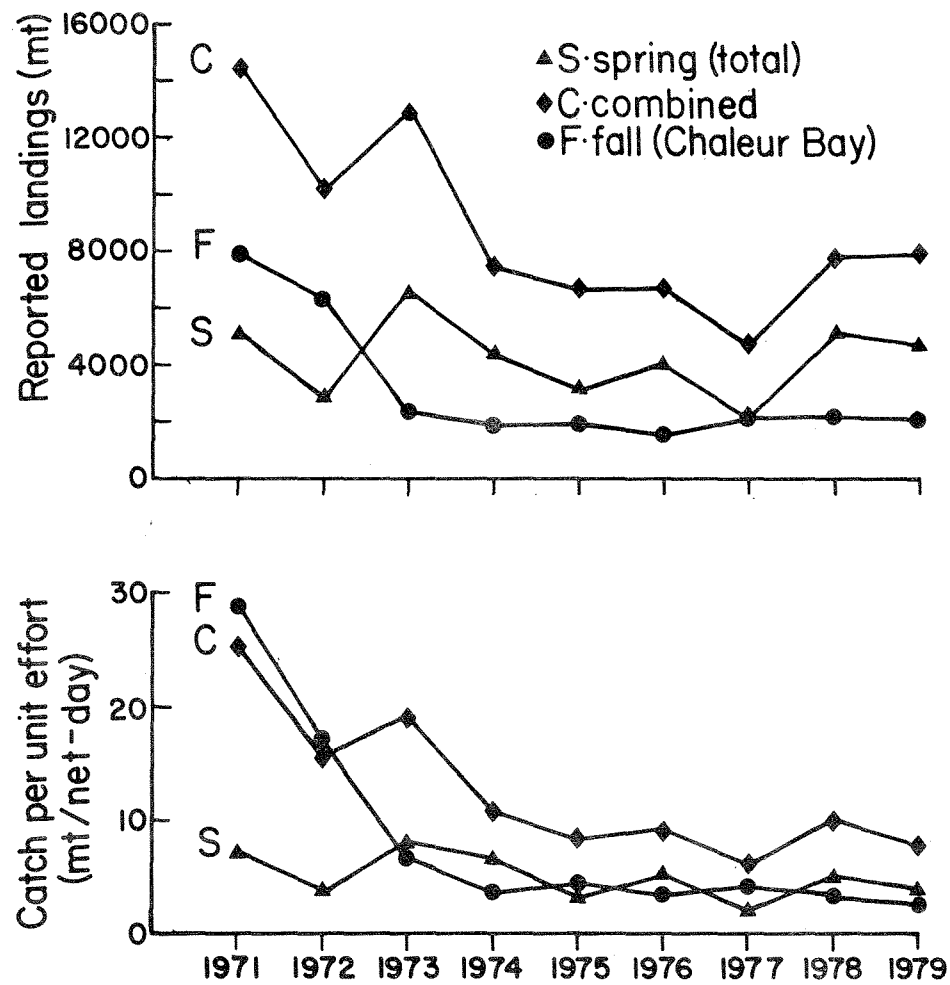 Reported landings (mt)
16000
12000
8000
4000
0
C
F
S
S·spring (total)
C·combined
F·fall (Chaleur Bay)
Catch per unit effort
(mt/net-day)
30
20
10
0
F
C
S
1971 1972 1973 1974 1975 1976 1977 1978 1979